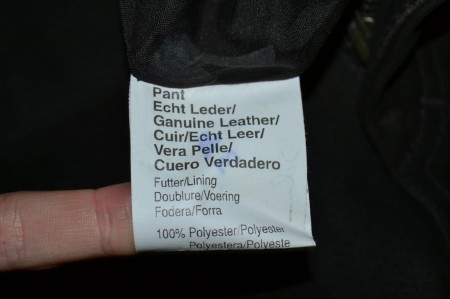 Pant
Echt Leder/
Ganuine Leather/
Cuir/Echt Leer/
Vera Pelle/
Cuero Verdadero
Futter/Lining
Doublure/Voering
Fodera/Forra
100% Polyester/Polyester
Polyestera/Polyeste